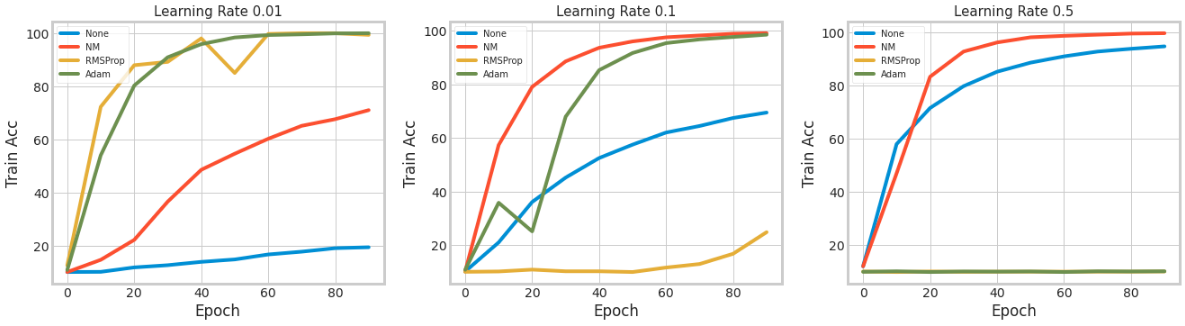 Learning Rate 0.01
100
80
60
40
20
0 20 40 60 80
Train Acc
Epoch
None
NM
RMSProp
Adam
Learning Rate 0.1
100
80
60
40
20
0 20 40 60 80
Train Acc
Epoch
None
NM
RMSProp
Adam
Learning Rate 0.5
100
80
60
40
20
0 20 40 60 80
Train Acc
Epoch
None
NM
RMSProp
Adam